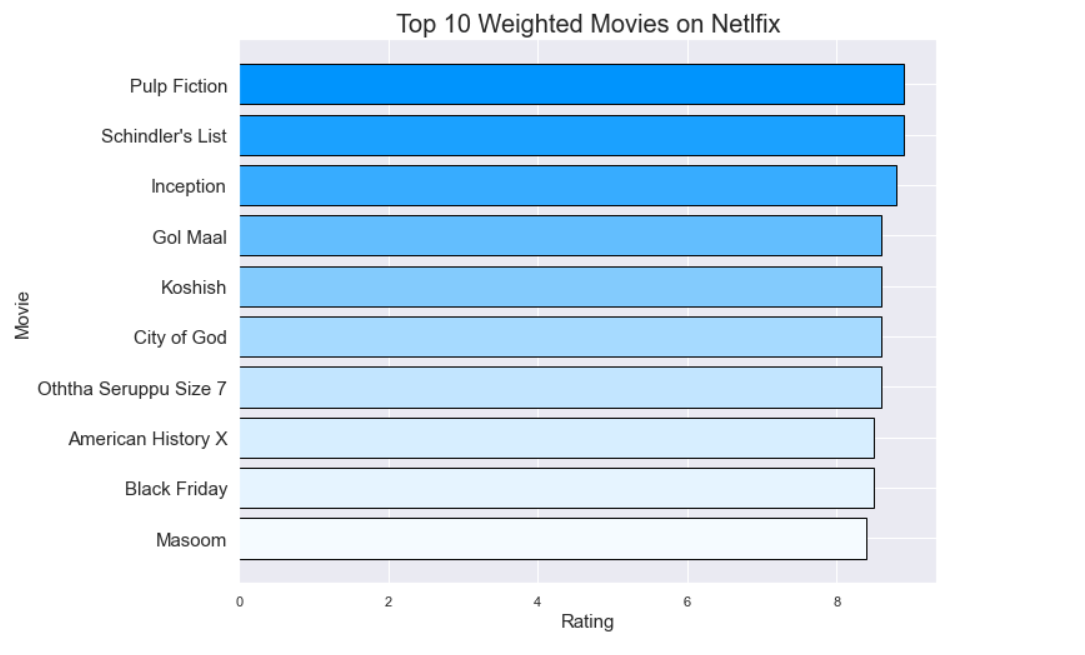 Top 10 Weighted Movies on Netlfix
Pulp Fiction
Schindler's List
Inception
Gol Maal
Koshish
City of God
Oththa Seruppu Size 7
American History X
Black Friday
Masoom
Movie
0 2 4 6 8
Rating